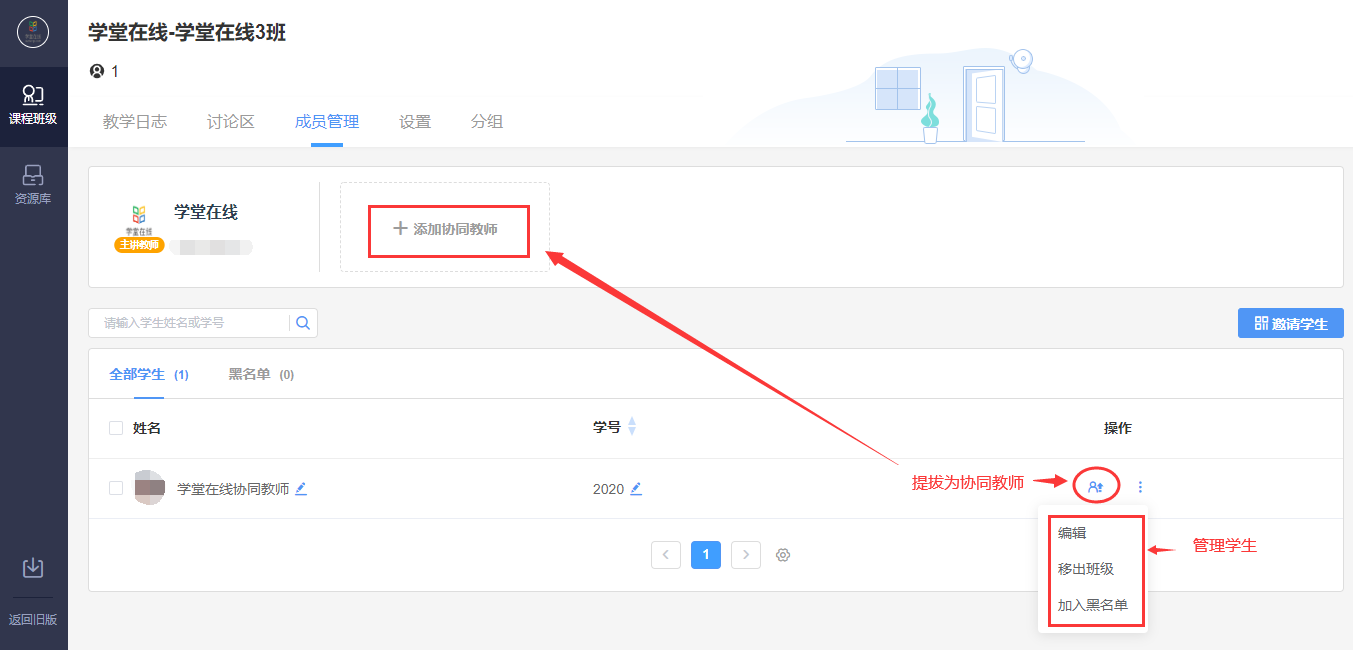 学堂在线-学堂在线3班
1
课程班级
资源库
教学日志
讨论区
成员管理
设置
分组
学堂在线
学堂在线
主讲教师
添加协同教师
请输入学生姓名或学号
邀请学生
全部学生 (1)
黑名单 (0)
姓名
学号
操作
学堂在线协同教师
2020
提拔为协同教师
编辑
移出班级
加入黑名单
管理学生
1
返回旧版